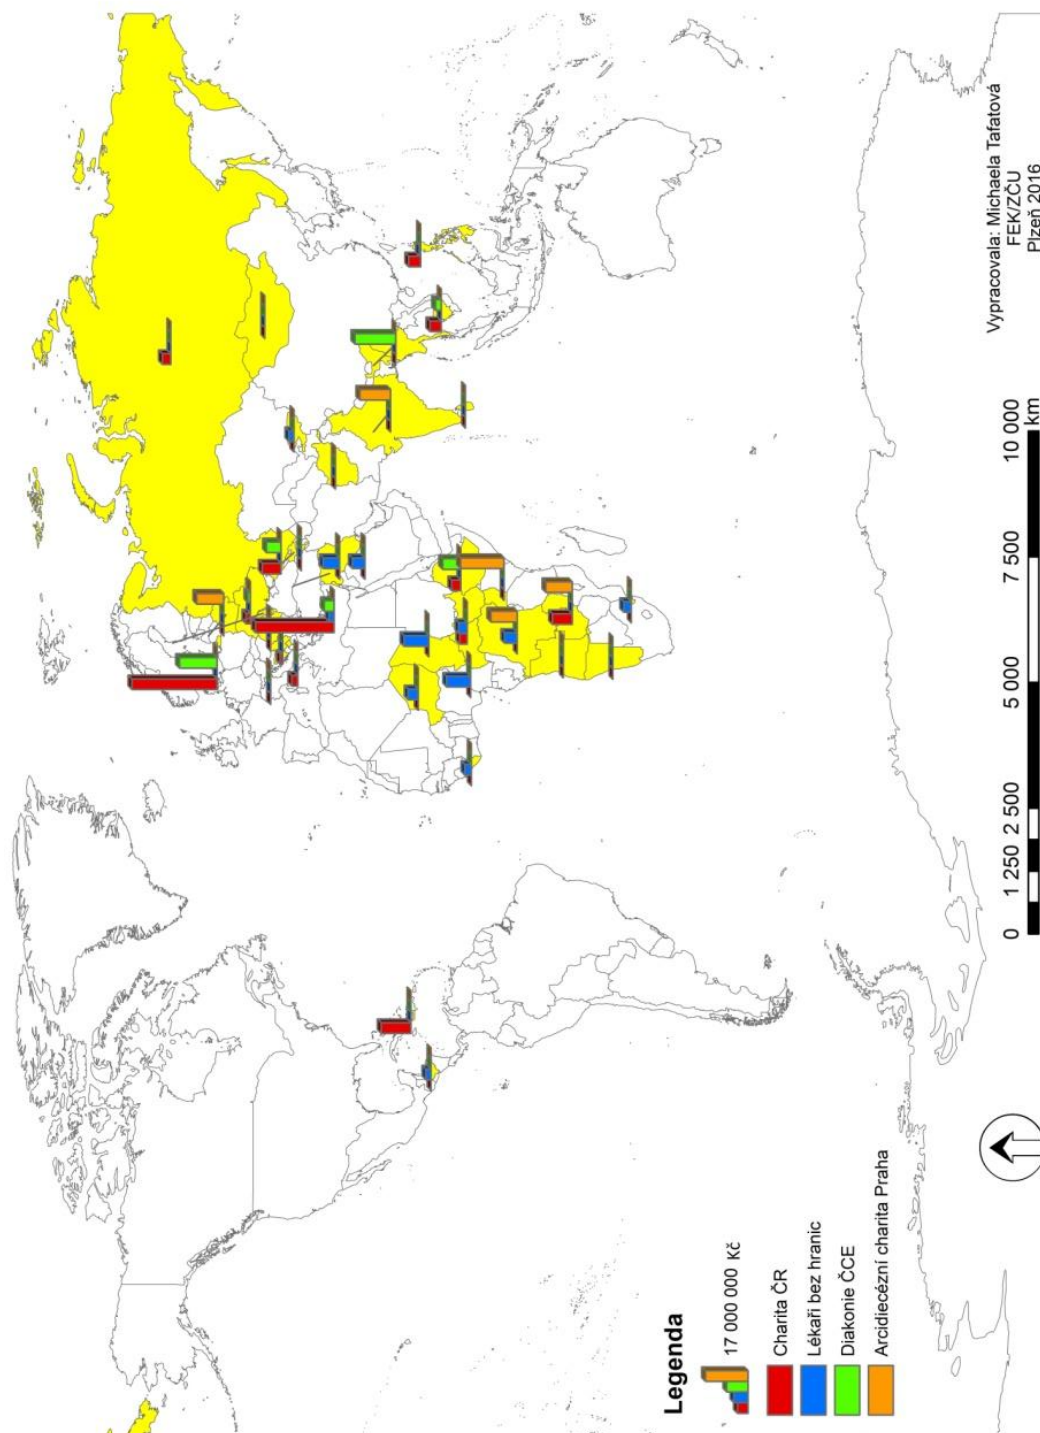 Legenda
17 000 000 Kč
Charita ČR
Lékaři bez hranic
Diakonie ČCE
Arcidiecézní charita Praha
0 1 250 2 500 5 000 7 500 10 000
km
Vypracovala: Michaela Tafatová
FEK/ZČU
Plzeň 2016